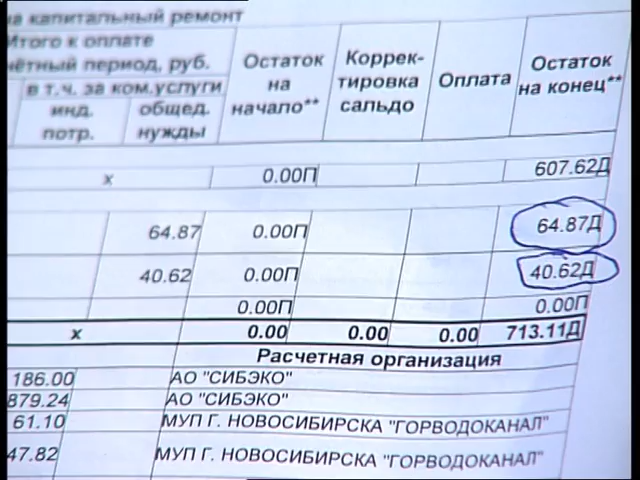 на капитальный ремонт
Итого к оплате
чётный период, руб.
в т.ч. за ком.услуги
инд. потр.
общед. нужды
Остаток на начало**
Коррек-тировка сальдо
Оплата
Остаток на конец**
x 0.00П 607.62Д
64.87 0.00П 64.87Д
40.62 0.00П 40.62Д
0.00П 0.00П
x 0.00 0.00 0.00 713.11Д
Расчетная организация
186.00 АО "СИБЭКО"
879.24 АО "СИБЭКО"
61.10 МУП Г. НОВОСИБИРСКА "ГОРВОДОКАНАЛ"
47.82 МУП Г. НОВОСИБИРСКА "ГОРВОДОКАНАЛ"